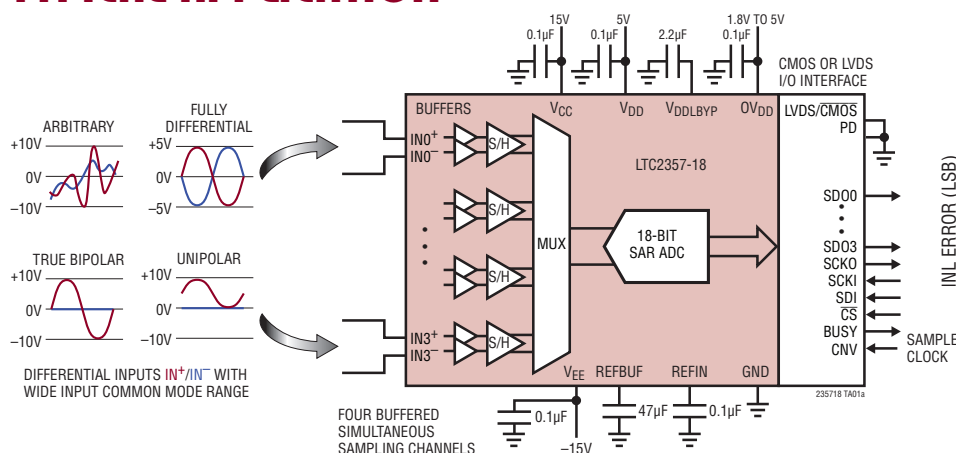 15V
5V
1.8V TO 5V
0.1µF
0.1µF
2.2µF
0.1µF
CMOS OR LVDS
I/O INTERFACE
BUFFERS
VCC
VDD
VDDLBYP
OVDD
LVDS/CMOS
PD
ARBITRARY
FULLY
DIFFERENTIAL
+10V
0V
–10V
+5V
0V
–5V
IN0+
IN0–
S/H
S/H
S/H
S/H
MUX
LTC2357-18
18-BIT
SAR ADC
SDO0
SDO3
SCKO
SCKI
SDI
CS
BUSY
CNV
SAMPLE
CLOCK
INL ERROR (LSB)
TRUE BIPOLAR
UNIPOLAR
+10V
0V
–10V
+10V
0V
–10V
IN3+
IN3–
DIFFERENTIAL INPUTS IN+/IN– WITH
WIDE INPUT COMMON MODE RANGE
VEE
REFBUF
REFIN
GND
235718 TA01a
FOUR BUFFERED
SIMULTANEOUS
SAMPLING CHANNELS
0.1µF
–15V
47µF
0.1µF